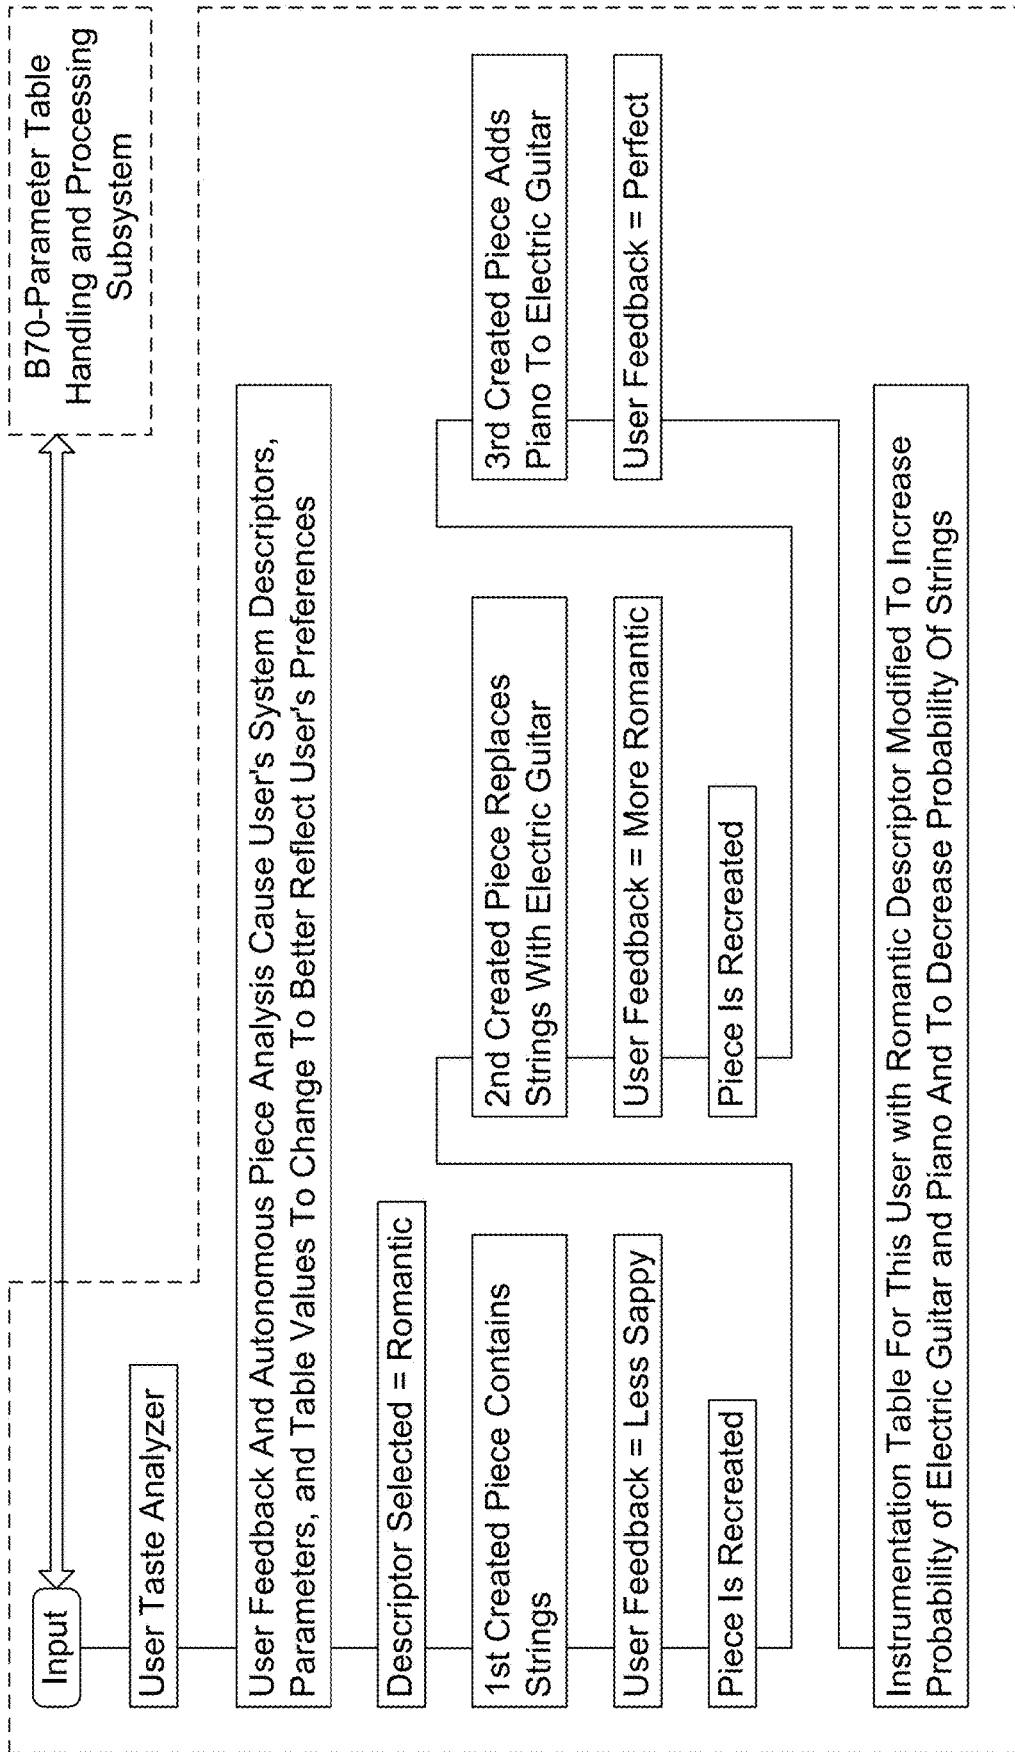 Input
B70-Parameter Table
Handling and Processing
Subsystem
User Taste Analyzer
User Feedback And Autonomous Piece Analysis Cause User's System Descriptors,
Parameters, and Table Values To Change To Better Reflect User's Preferences
Descriptor Selected = Romantic
1st Created Piece Contains
Strings
User Feedback = Less Sappy
Piece Is Recreated
2nd Created Piece Replaces
Strings With Electric Guitar
User Feedback = More Romantic
Piece Is Recreated
3rd Created Piece Adds
Piano To Electric Guitar
User Feedback = Perfect
Instrumentation Table For This User with Romantic Descriptor Modified To Increase
Probability of Electric Guitar and Piano And To Decrease Probability Of Strings